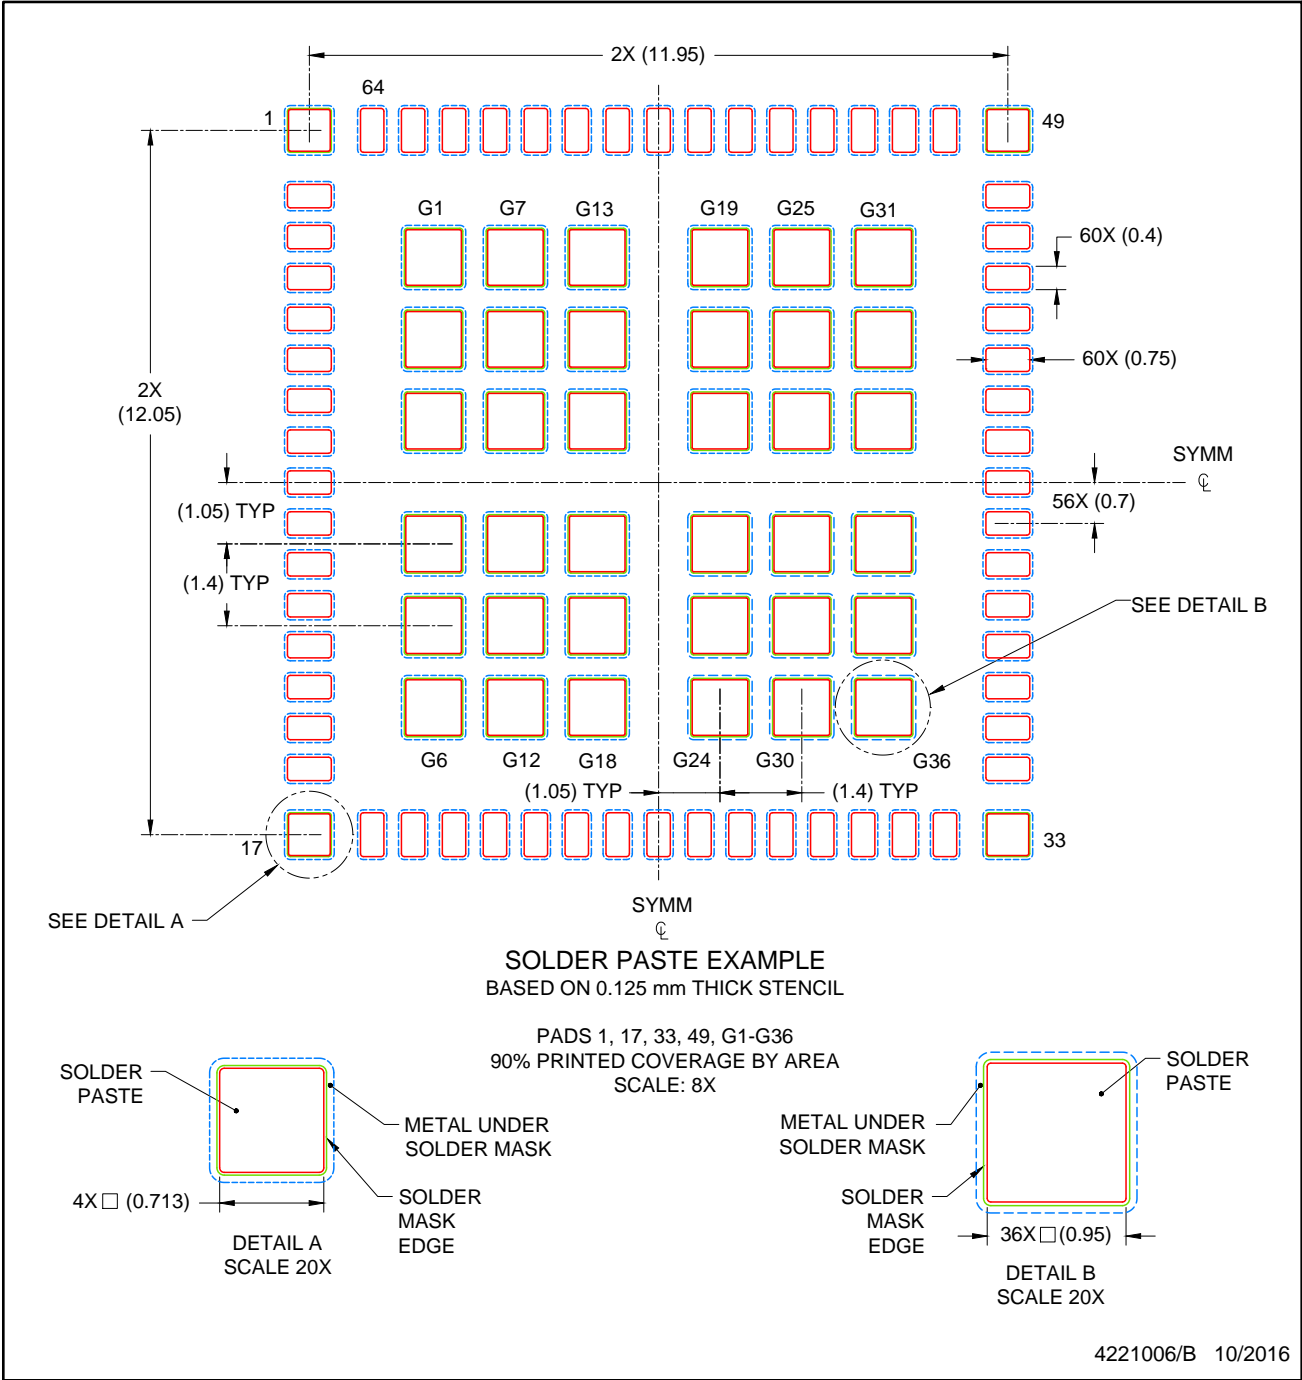 2X (11.95)
64
1
49
G1
G7
G13
G19
G25
G31
60X (0.4)
60X (0.75)
2X
(12.05)
SYMM
℄
(1.05) TYP
56X (0.7)
(1.4) TYP
SEE DETAIL B
G6
G12
G18
G24
G30
G36
(1.05) TYP
(1.4) TYP
17
33
SEE DETAIL A
SYMM
℄
SOLDER PASTE EXAMPLE
BASED ON 0.125 mm THICK STENCIL
PADS 1, 17, 33, 49, G1-G36
90% PRINTED COVERAGE BY AREA
SCALE: 8X
SOLDER
PASTE
METAL UNDER
SOLDER MASK
SOLDER
MASK
EDGE
4X □ (0.713)
DETAIL A
SCALE 20X
SOLDER
PASTE
METAL UNDER
SOLDER MASK
SOLDER
MASK
EDGE
36X □ (0.95)
DETAIL B
SCALE 20X
4221006/B 10/2016